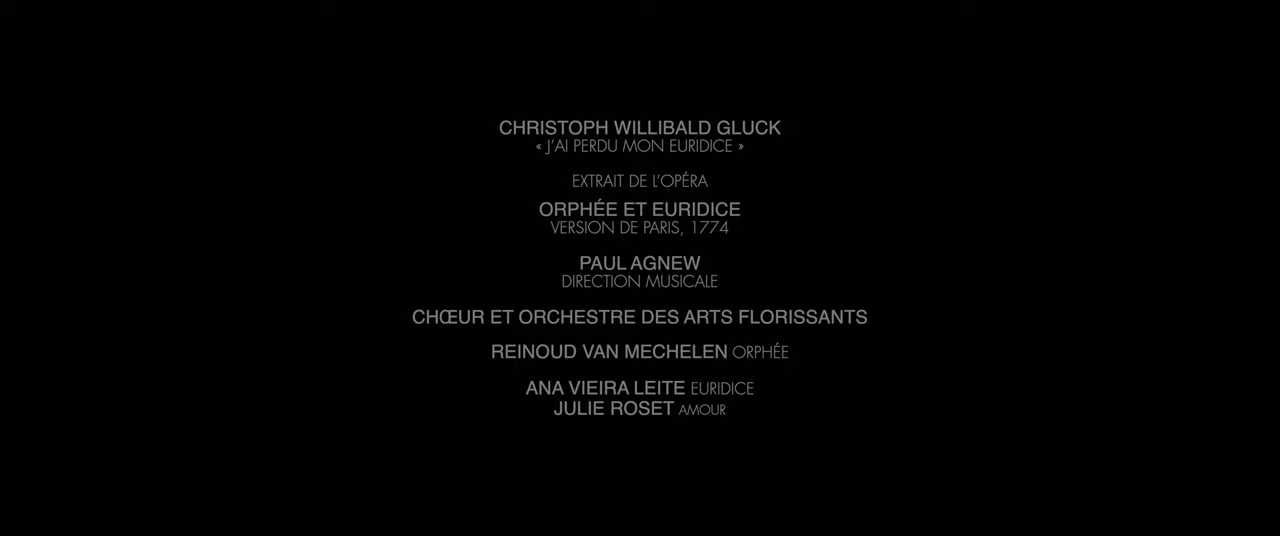 CHRISTOPH WILLIBALD GLUCK
« J’AI PERDU MON EURIDICE »
EXTRAIT DE L’OPÉRA
ORPHÉE ET EURIDICE
VERSION DE PARIS, 1774
PAUL AGNEW
DIRECTION MUSICALE
CHŒUR ET ORCHESTRE DES ARTS FLORISSANTS
REINOUD VAN MECHELEN ORPHÉE
ANA VIEIRA LEITE EURIDICE
JULIE ROSET AMOUR